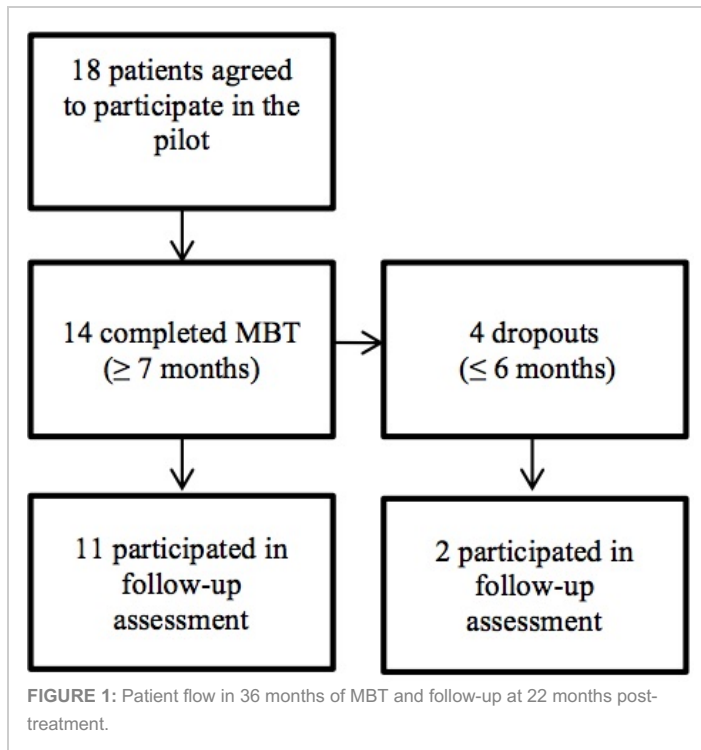 18 patients agreed
to participate in the
pilot
14 completed MBT
(≥ 7 months)
4 dropouts
(≤ 6 months)
11 participated in
follow-up
assessment
2 participated in
follow-up
assessment
FIGURE 1: Patient flow in 36 months of MBT and follow-up at 22 months post-
treatment.